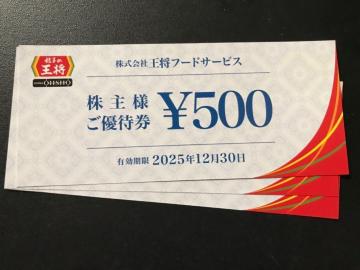 餃子の
王将
OHSHO
株式会社 王将フードサービス
株主様
ご優待券
¥500
有効期限 2025年12月30日